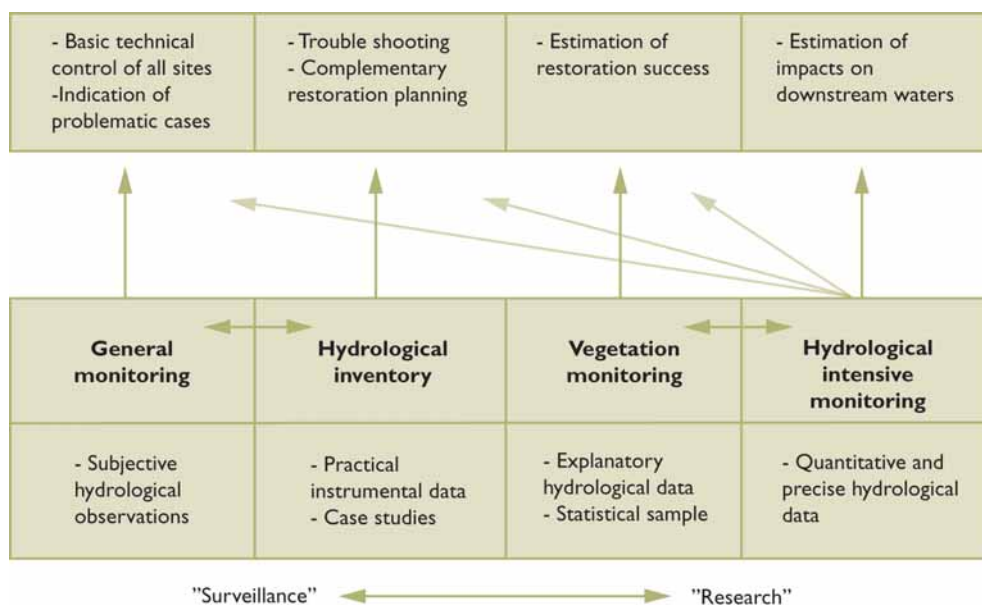 - Basic technical
control of all sites
-Indication of
problematic cases
- Trouble shooting
- Complementary
restoration planning
- Estimation of
restoration success
- Estimation of
impacts on
downstream waters
General
monitoring
Hydrological
inventory
Vegetation
monitoring
Hydrological
intensive
monitoring
- Subjective
hydrological
observations
- Practical
instrumental data
- Case studies
- Explanatory
hydrological data
- Statistical sample
- Quantitative and
precise hydrological
data
"Surveillance"
"Research"